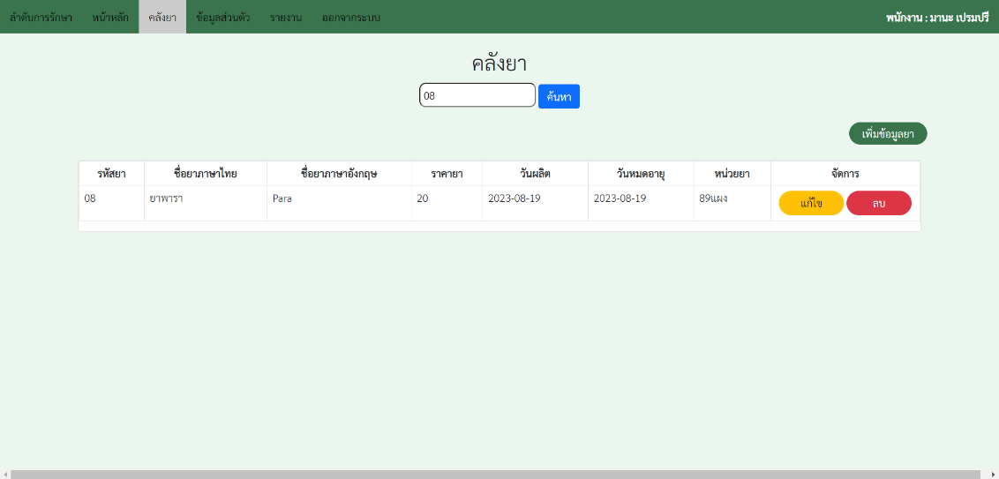 ลำดับการรักษา หน้าหลัก คลังยา ข้อมูลส่วนตัว รายงาน ออกจากระบบ พนักงาน : มานะ เปรมปรี
คลังยา
08 ค้นหา
เพิ่มข้อมูลยา
รหัสยา ชื่อยาภาษาไทย ชื่อยาภาษาอังกฤษ ราคายา วันผลิต วันหมดอายุ หน่วยยา จัดการ
08 ยาพารา Para 20 2023-08-19 2023-08-19 89แผง แก้ไข ลบ